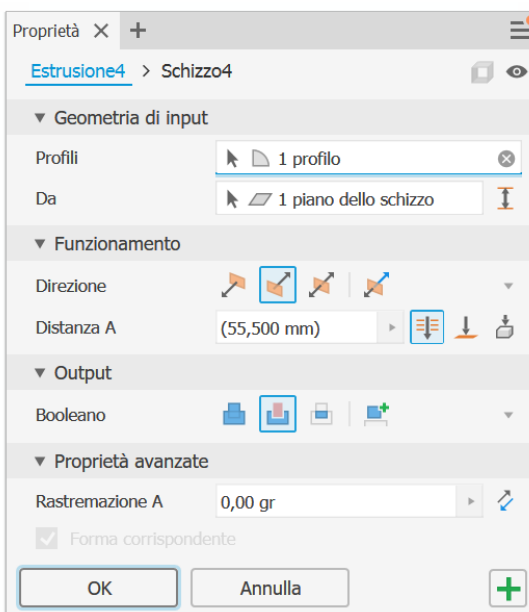 Proprietà
Estrusione4 > Schizzo4
Geometria di input
Profili 1 profilo
Da 1 piano dello schizzo
Funzionamento
Direzione
Distanza A (55,500 mm)
Output
Booleano
Proprietà avanzate
Rastremazione A 0,00 gr
Forma corrispondente
OK Annulla